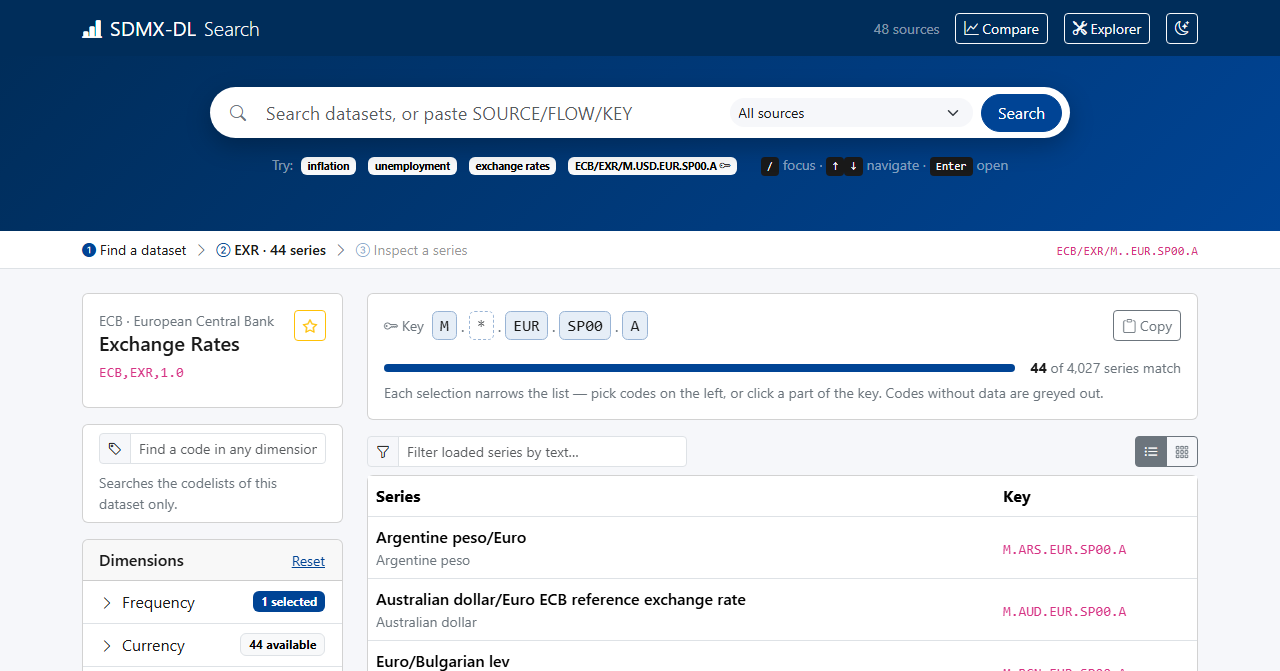 SDMX-DL Search
48 sources
Compare
Explorer
Search datasets, or paste SOURCE/FLOW/KEY
All sources
Search
Try: inflation unemployment exchange rates ECB/EXR/M.USD.EUR.SP00.A / focus · ↑ ↓ navigate · Enter open
1 Find a dataset
2 EXR · 44 series
3 Inspect a series
ECB/EXR/M..EUR.SP00.A
ECB · European Central Bank
Exchange Rates
ECB,EXR,1.0
Find a code in any dimension
Searches the codelists of this
dataset only.
Dimensions Reset
Frequency 1 selected
Currency 44 available
Key M . * . EUR . SP00 . A
Copy
44 of 4,027 series match
Each selection narrows the list — pick codes on the left, or click a part of the key. Codes without data are greyed out.
Filter loaded series by text...
Series Key
Argentine peso/Euro
Argentine peso
M.ARS.EUR.SP00.A
Australian dollar/Euro ECB reference exchange rate
Australian dollar
M.AUD.EUR.SP00.A
Euro/Bulgarian lev